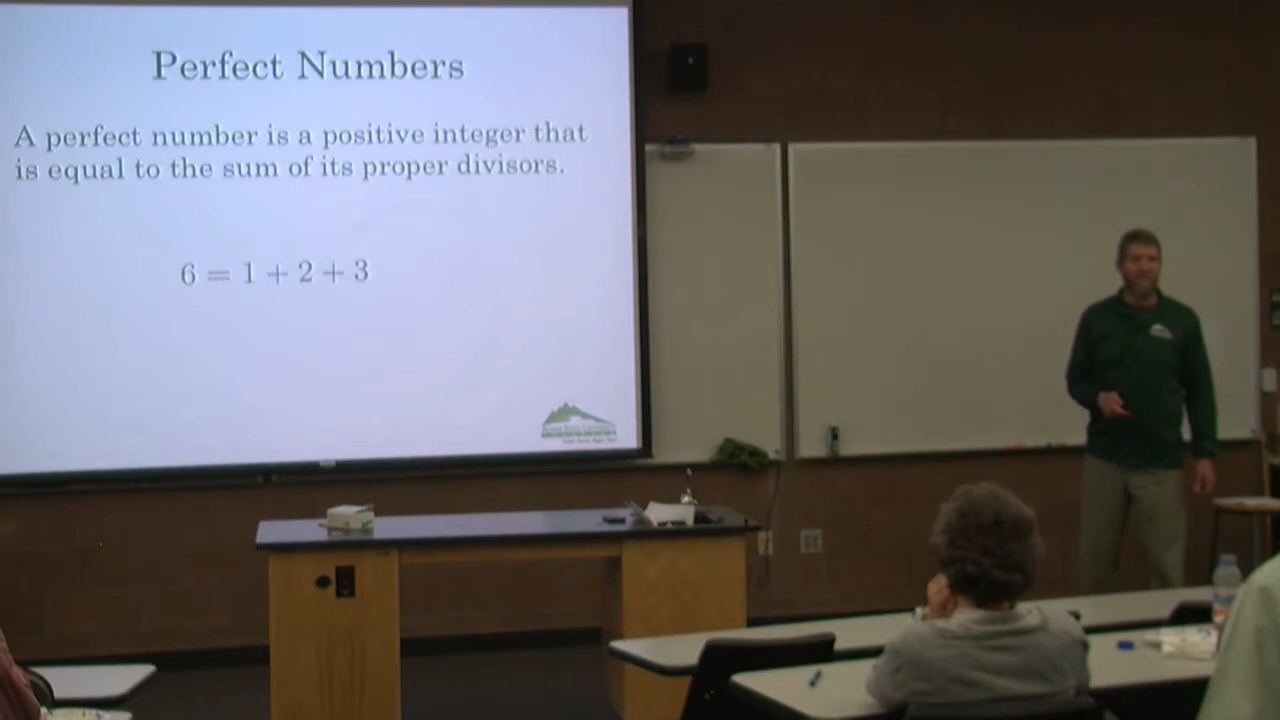 Perfect Numbers
A perfect number is a positive integer that
is equal to the sum of its proper divisors.
6 = 1 + 2 + 3